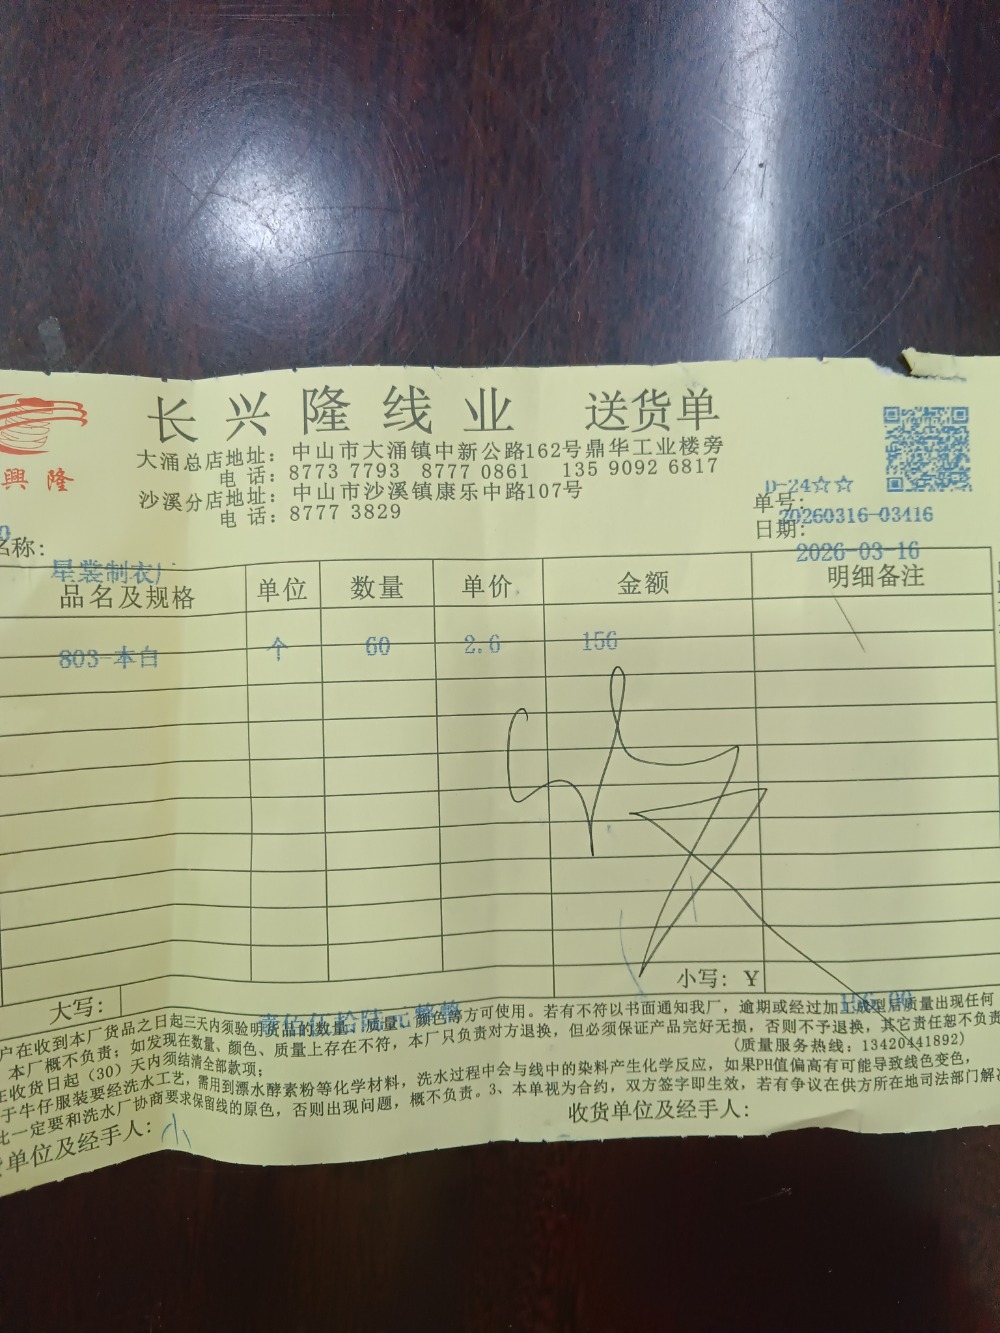 长兴隆线业 送货单
興隆
大涌总店地址：中山市大涌镇中新公路162号鼎华工业楼旁
电话：8773 7793 8777 0861 135 9092 6817
沙溪分店地址：中山市沙溪镇康乐中路107号
电话：8777 3829
D-24☆☆
单号：20260316-03416
日期：2026-03-16
名称：星裳制衣厂
品名及规格 单位 数量 单价 金额 明细备注
803-本白 个 60 2.6 156
小写：¥
大写：壹佰伍拾陆元整
户在收到本厂货品之日起三天内须验明货品的数量、质量、颜色等方可使用。若有不符以书面通知我厂，逾期或经过加工成型后质量出现任何
本厂概不负责；如发现在数量、颜色、质量上存在不符，本厂只负责对方退换，但必须保证产品完好无损，否则不予退换，其它责任恕不负责
（质量服务热线：13420441892）
在收货日起（30）天内须结清全部款项；
于牛仔服装要经洗水工艺，需用到漂水酵素粉等化学材料，洗水过程中会与线中的染料产生化学反应，如果PH值偏高有可能导致线色变色，
此一定要和洗水厂协商要求保留线的原色，否则出现问题，概不负责。3、本单视为合约，双方签字即生效，若有争议在供方所在地司法部门解决
单位及经手人：小
收货单位及经手人：